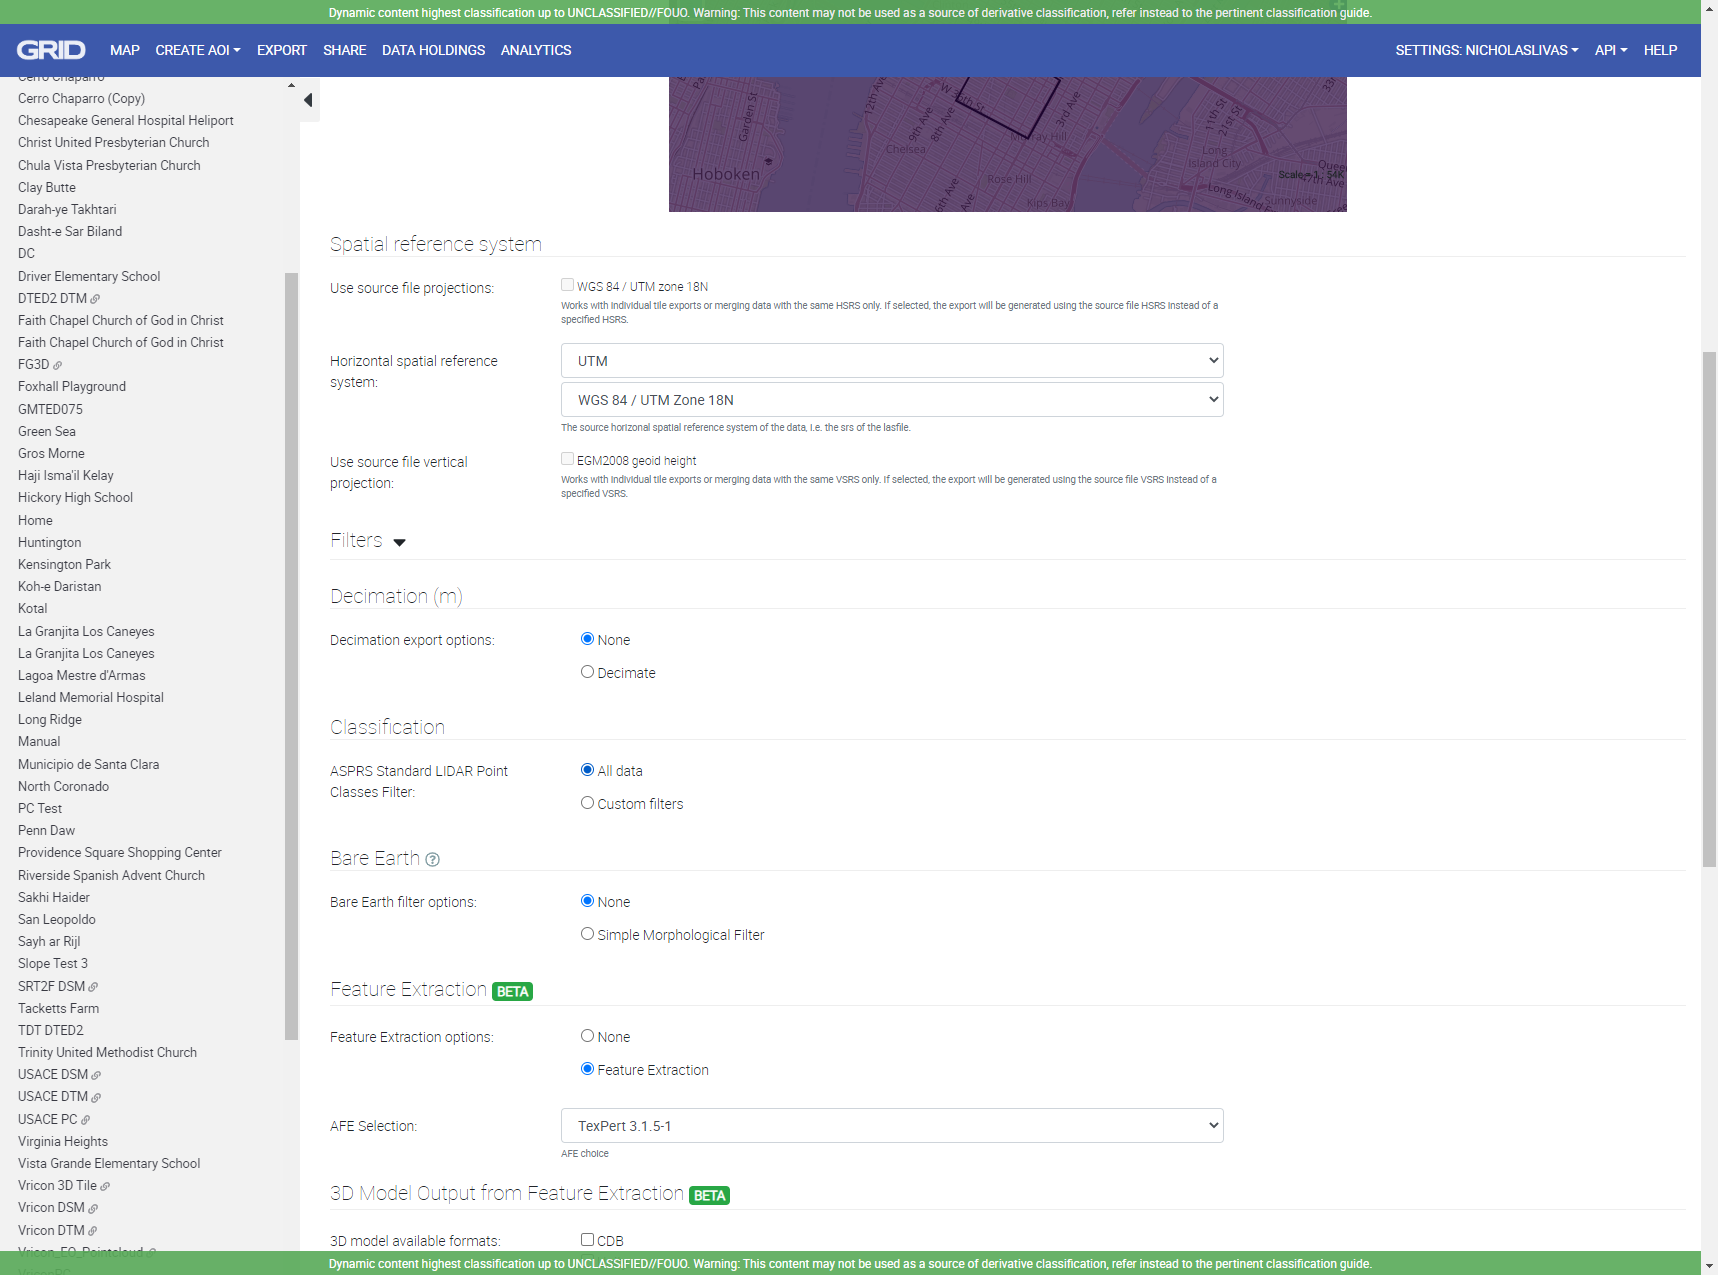 Dynamic content highest classification up to UNCLASSIFIED//FOUO. Warning: This content may not be used as a source of derivative classification, refer instead to the pertinent classification guide.
GRID MAP CREATE AOI EXPORT SHARE DATA HOLDINGS ANALYTICS SETTINGS: NICHOLASLIVAS API HELP
Cerro Chaparro
Cerro Chaparro (Copy)
Chesapeake General Hospital Heliport
Christ United Presbyterian Church
Chula Vista Presbyterian Church
Clay Butte
Darah-ye Takhtari
Dasht-e Sar Biland
DC
Driver Elementary School
DTED2 DTM
Faith Chapel Church of God in Christ
Faith Chapel Church of God in Christ
FG3D
Foxhall Playground
GMTED075
Green Sea
Gros Morne
Haji Isma'il Kelay
Hickory High School
Home
Huntington
Kensington Park
Koh-e Daristan
Kotal
La Granjita Los Caneyes
La Granjita Los Caneyes
Lagoa Mestre d'Armas
Leland Memorial Hospital
Long Ridge
Manual
Municipio de Santa Clara
North Coronado
PC Test
Penn Daw
Providence Square Shopping Center
Riverside Spanish Advent Church
Sakhi Haider
San Leopoldo
Sayh ar Rijl
Slope Test 3
SRT2F DSM
Tacketts Farm
TDT DTED2
Trinity United Methodist Church
USACE DSM
USACE DTM
USACE PC
Virginia Heights
Vista Grande Elementary School
Vricon 3D Tile
Vricon DSM
Vricon DTM
Vricon_EO_Pointcloud
Garden St
12th Ave
9th Ave
8th Ave
W 35th St
3rd Ave
Murray Hill
11th St
21st St
33rd
Chelsea
Long
Island City
Hoboken
Rose Hill
Scale = 1 : 54K
47th Ave
6th Ave
Kips Bay
Long Island E
Sunnyside
Spatial reference system
Use source file projections:
WGS 84 / UTM zone 18N
Works with individual tile exports or merging data with the same HSRS only. If selected, the export will be generated using the source file HSRS instead of a
specified HSRS.
Horizontal spatial reference
system:
UTM
WGS 84 / UTM Zone 18N
The source horizonal spatial reference system of the data, i.e. the srs of the lasfile.
Use source file vertical
projection:
EGM2008 geoid height
Works with individual tile exports or merging data with the same VSRS only. If selected, the export will be generated using the source file VSRS instead of a
specified VSRS.
Filters
Decimation (m)
Decimation export options:
None
Decimate
Classification
ASPRS Standard LIDAR Point
Classes Filter:
All data
Custom filters
Bare Earth
Bare Earth filter options:
None
Simple Morphological Filter
Feature Extraction BETA
Feature Extraction options:
None
Feature Extraction
AFE Selection:
TexPert 3.1.5-1
AFE choice
3D Model Output from Feature Extraction BETA
3D model available formats:
CDB
Dynamic content highest classification up to UNCLASSIFIED//FOUO. Warning: This content may not be used as a source of derivative classification, refer instead to the pertinent classification guide.